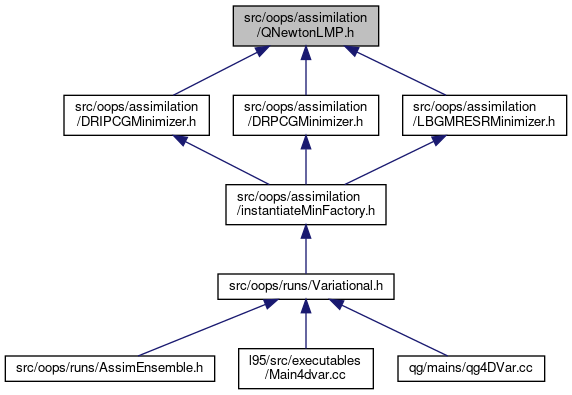 src/oops/assimilation
/QNewtonLMP.h
src/oops/assimilation
/DRIPCGMinimizer.h
src/oops/assimilation
/DRPCGMinimizer.h
src/oops/assimilation
/LBGMRESRMinimizer.h
src/oops/assimilation
/instantiateMinFactory.h
src/oops/runs/Variational.h
src/oops/runs/AssimEnsemble.h
l95/src/executables
/Main4dvar.cc
qg/mains/qg4DVar.cc